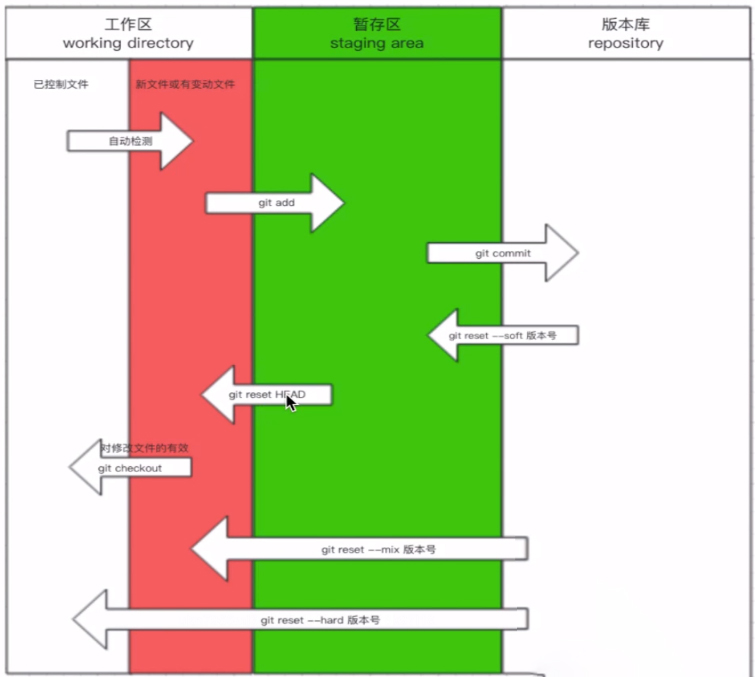 工作区
working directory
暂存区
staging area
版本库
repository
已控制文件
新文件或有变动文件
自动检测
git add
git commit
git reset --soft 版本号
git reset HEAD
对修改文件的有效
git checkout
git reset --mix 版本号
git reset --hard 版本号